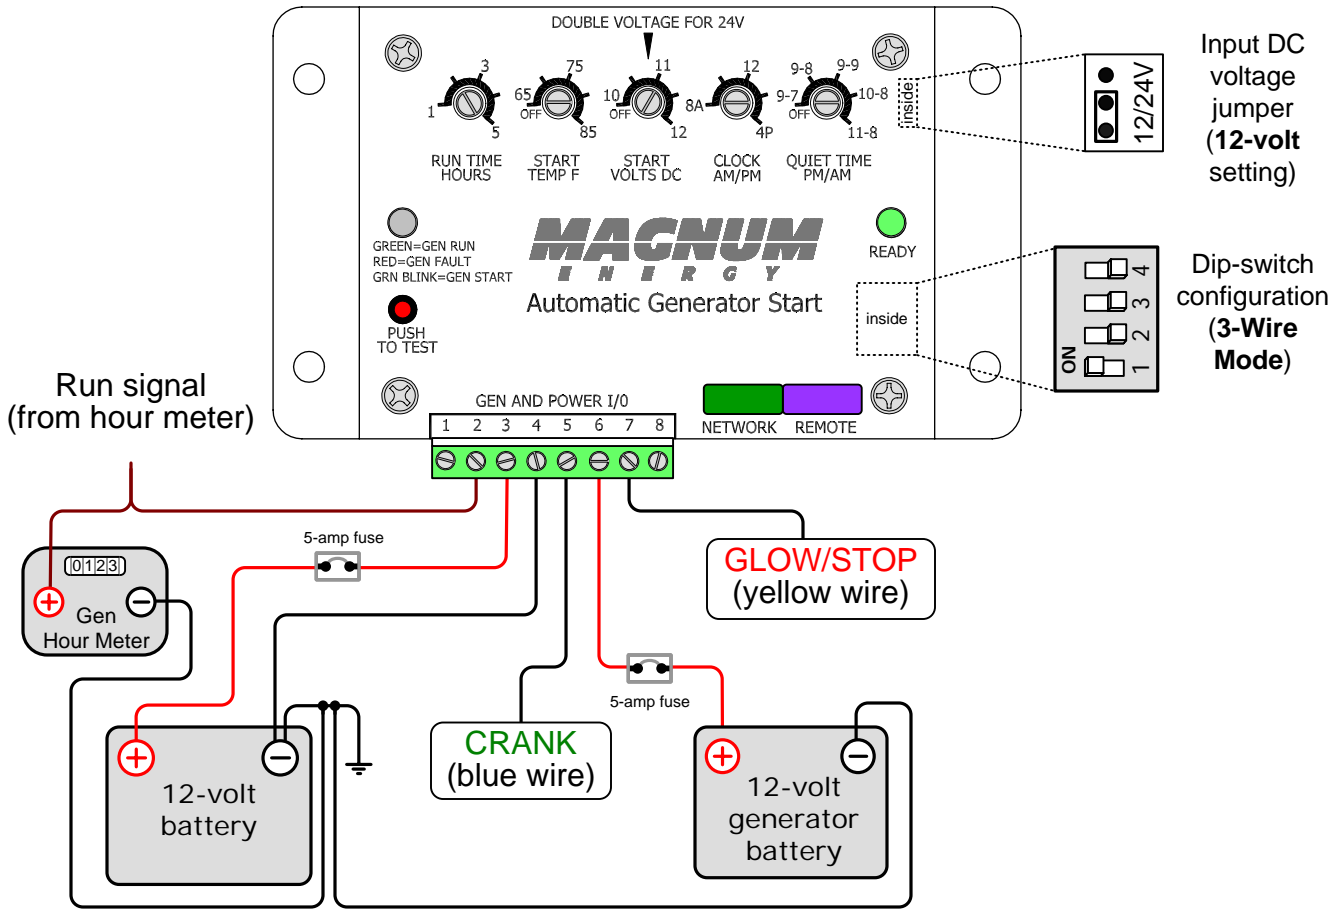 DOUBLE VOLTAGE FOR 24V
3
75
11
12
9-8
9-9
1
65
10
8A
9-7
10-8
OFF
OFF
OFF
5
85
12
4P
11-8
RUN TIME
HOURS
START
TEMP F
START
VOLTS DC
CLOCK
AM/PM
QUIET TIME
PM/AM
inside
12/24V
Input DC
voltage
jumper
(12-volt
setting)
GREEN=GEN RUN
RED=GEN FAULT
GRN BLINK=GEN START
MAGNUM
ENERGY
Automatic Generator Start
READY
PUSH
TO TEST
inside
ON
1 2 3 4
Dip-switch
configuration
(3-Wire
Mode)
GEN AND POWER I/0
1 2 3 4 5 6 7 8
NETWORK
REMOTE
Run signal
(from hour meter)
5-amp fuse
0123
Gen
Hour Meter
GLOW/STOP
(yellow wire)
5-amp fuse
CRANK
(blue wire)
12-volt
battery
12-volt
generator
battery